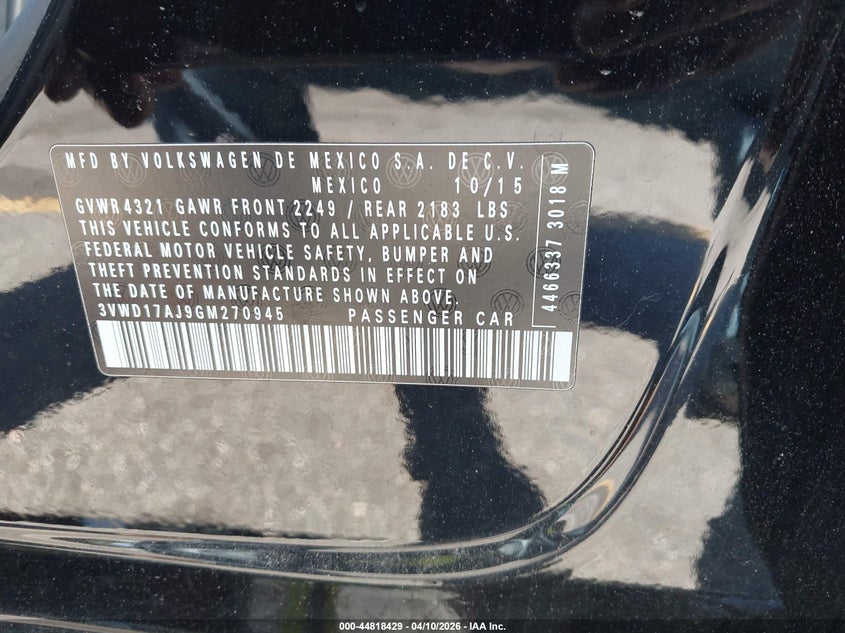 MFD BY VOLKSWAGEN DE MEXICO S.A. DE C.V.
MEXICO 10/15
GVWR 4321 GAWR FRONT 2249 / REAR 2183 LBS
THIS VEHICLE CONFORMS TO ALL APPLICABLE U.S.
FEDERAL MOTOR VEHICLE SAFETY, BUMPER AND
THEFT PREVENTION STANDARDS IN EFFECT ON
THE DATE OF MANUFACTURE SHOWN ABOVE.
3VWD17AJ9GM270945 PASSENGER CAR
4466337 3018 M
000-44818429 - 04/10/2026 - IAA Inc.